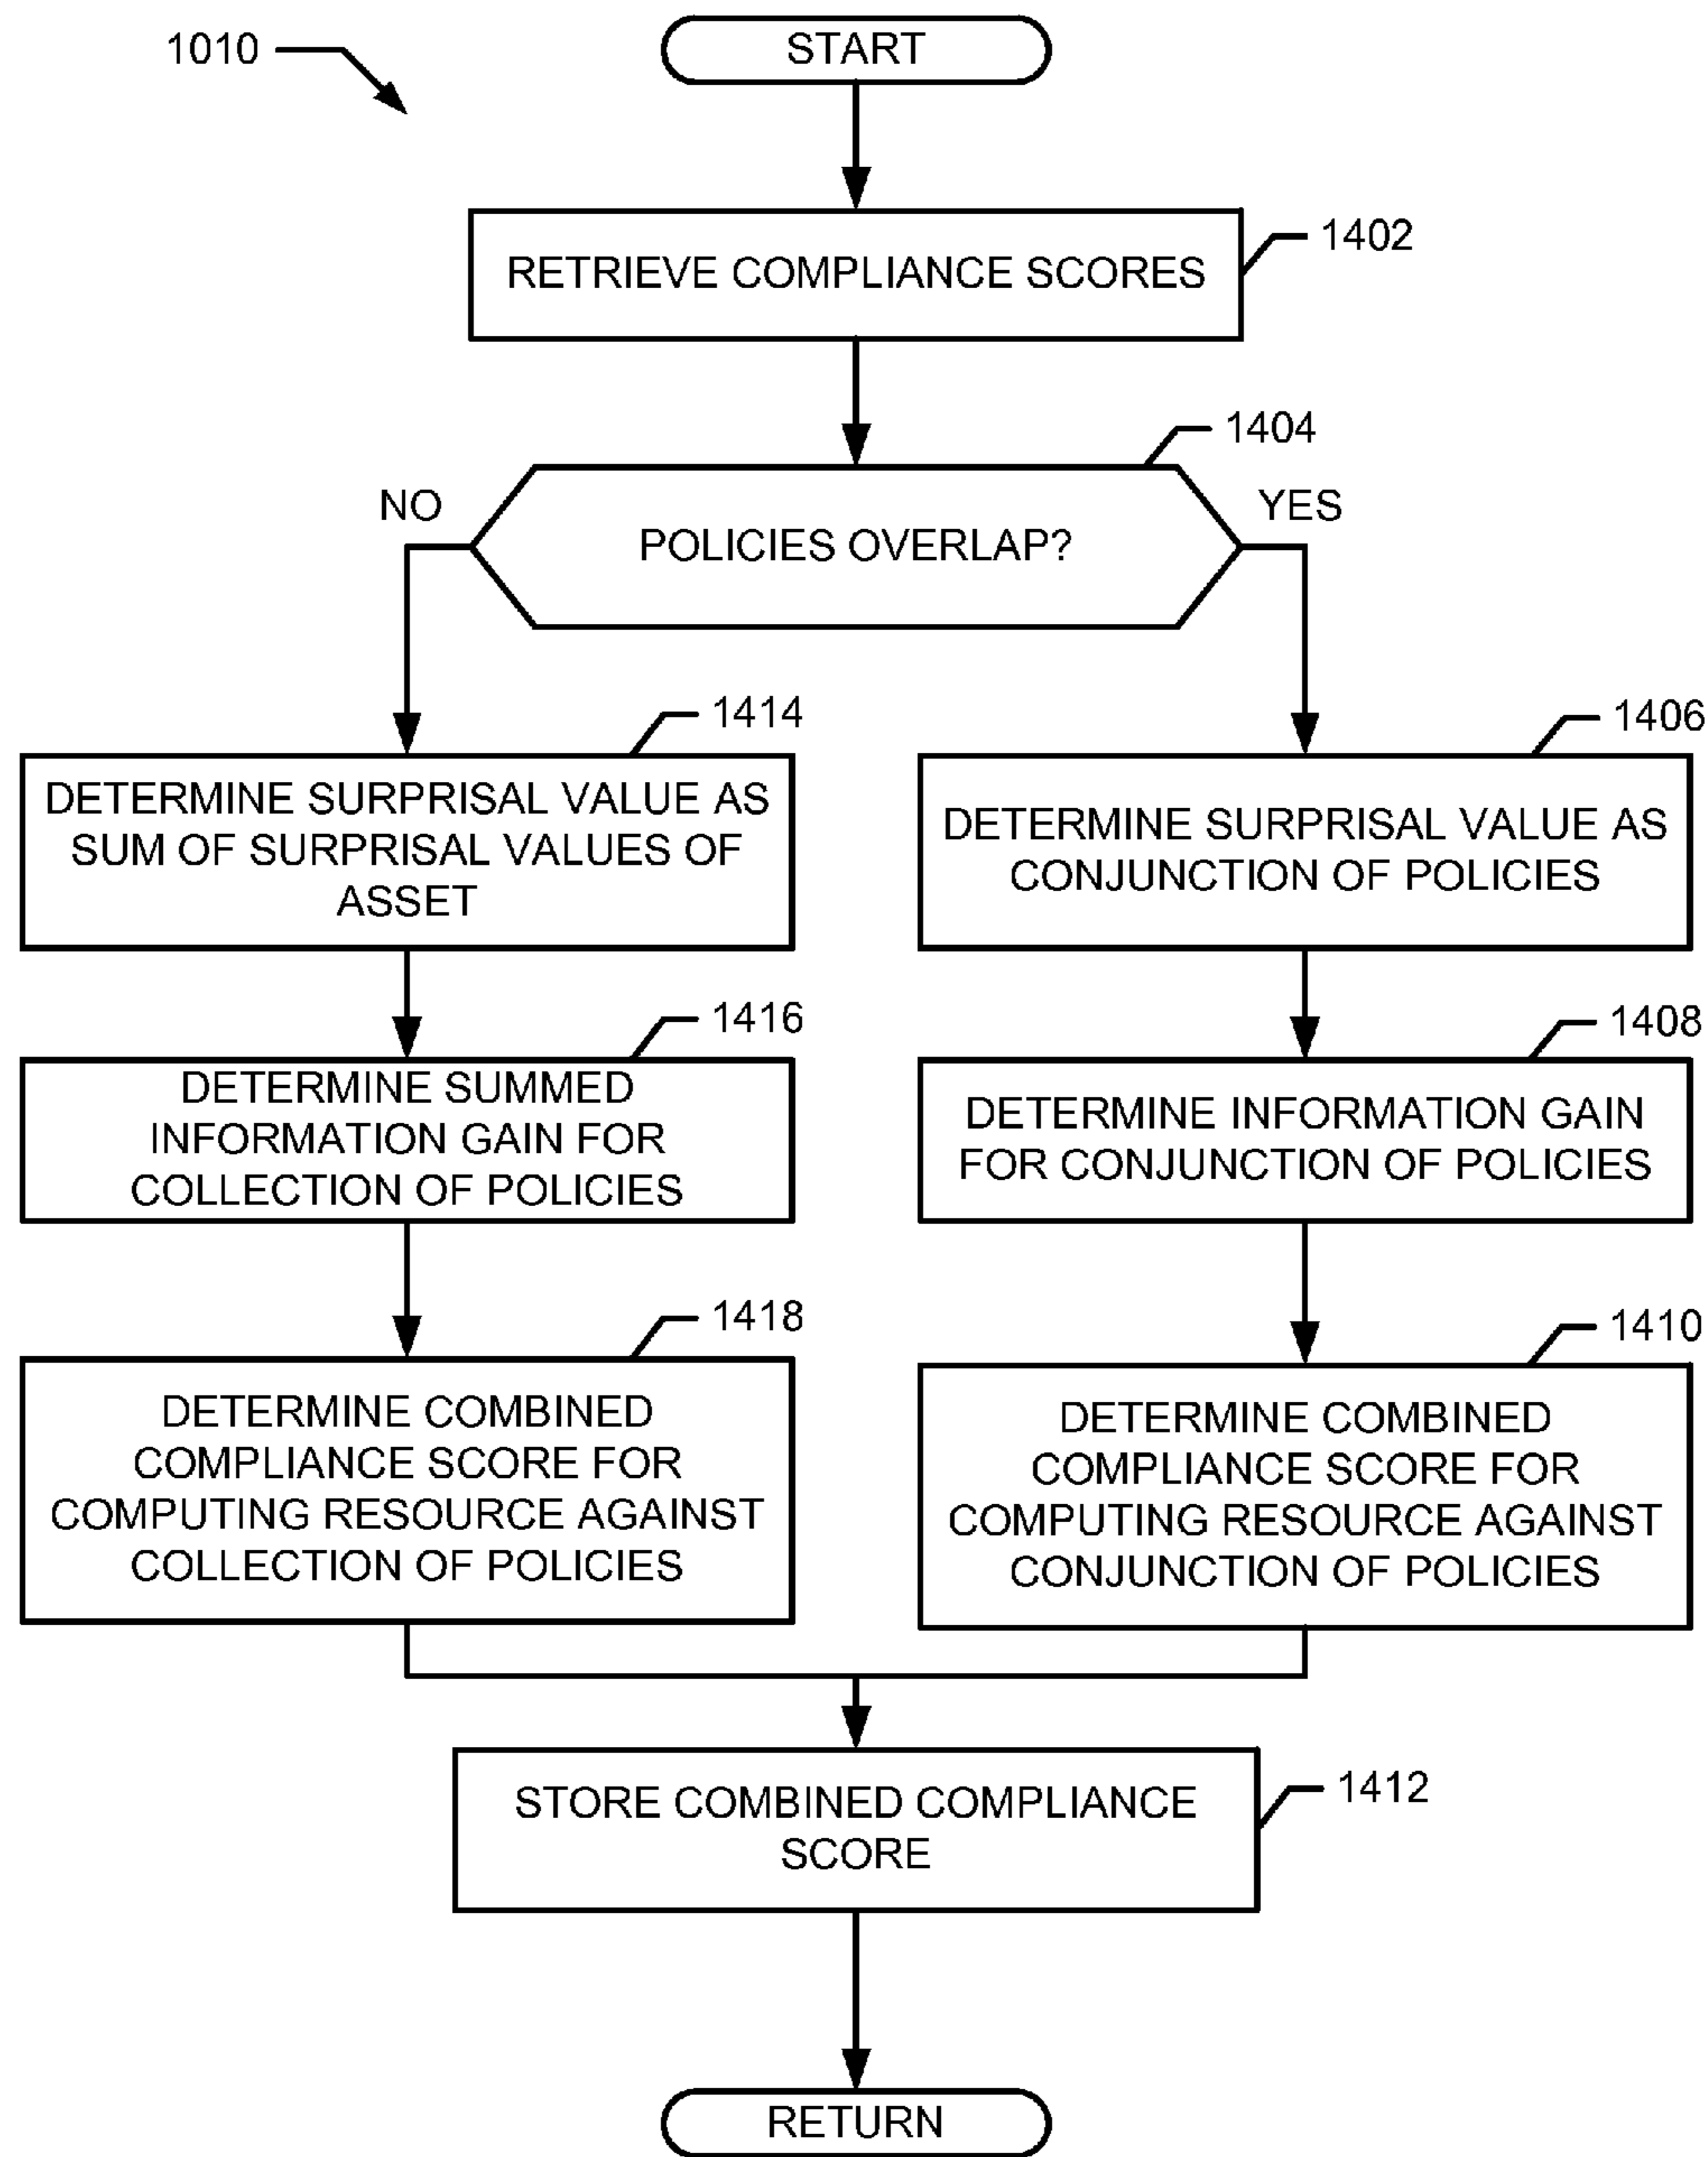 1010
START
1402
RETRIEVE COMPLIANCE SCORES
1404
NO
YES
POLICIES OVERLAP?
1414
DETERMINE SURPRISAL VALUE AS
SUM OF SURPRISAL VALUES OF
ASSET
1406
DETERMINE SURPRISAL VALUE AS
CONJUNCTION OF POLICIES
1416
DETERMINE SUMMED
INFORMATION GAIN FOR
COLLECTION OF POLICIES
1408
DETERMINE INFORMATION GAIN
FOR CONJUNCTION OF POLICIES
1418
DETERMINE COMBINED
COMPLIANCE SCORE FOR
COMPUTING RESOURCE AGAINST
COLLECTION OF POLICIES
1410
DETERMINE COMBINED
COMPLIANCE SCORE FOR
COMPUTING RESOURCE AGAINST
CONJUNCTION OF POLICIES
1412
STORE COMBINED COMPLIANCE
SCORE
RETURN